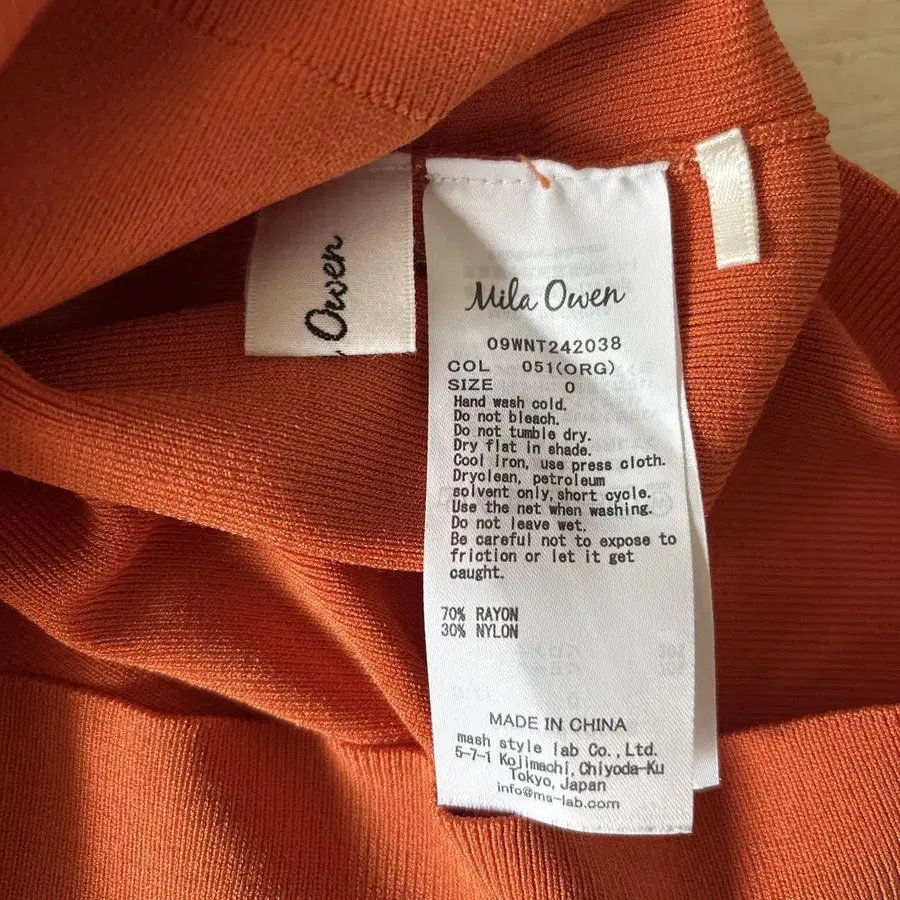 Owen
Mila Owen
09WNT242038
COL 051(ORG)
SIZE 0
Hand wash cold.
Do not bleach.
Do not tumble dry.
Dry flat in shade.
Cool iron, use press cloth.
Dryclean, petroleum
solvent only, short cycle.
Use the net when washing.
Do not leave wet.
Be careful not to expose to
friction or let it get
caught.
70% RAYON
30% NYLON
MADE IN CHINA
mash style lab Co.,Ltd.
5-7-1 Kojimachi, Chiyoda-Ku
Tokyo, Japan
info@ms-lab.com